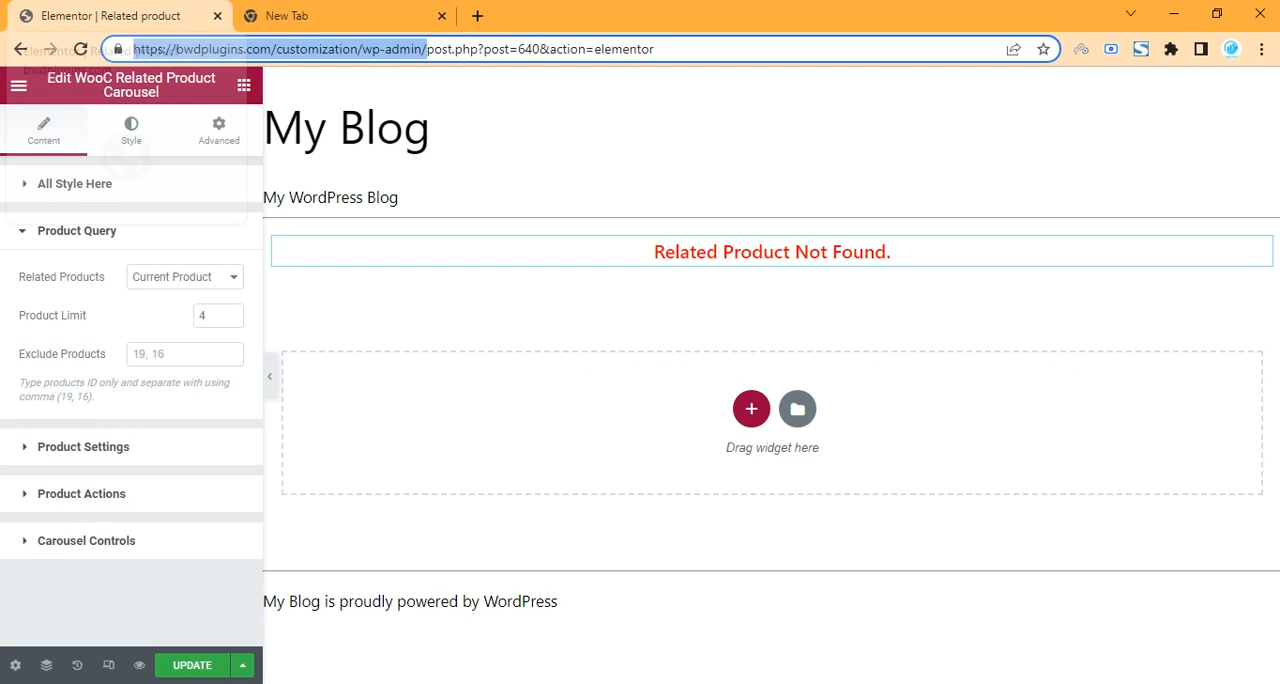 Elementor | Related product
New Tab
https://bwdplugins.com/customization/wp-admin/post.php?post=640&action=elementor
Edit WooC Related Product
Carousel
Content
Style
Advanced
All Style Here
Product Query
Related Products
Current Product
Product Limit
4
Exclude Products
19, 16
Type products ID only and separate with using
comma (19, 16).
Product Settings
Product Actions
Carousel Controls
UPDATE
My Blog
My WordPress Blog
Related Product Not Found.
Drag widget here
My Blog is proudly powered by WordPress